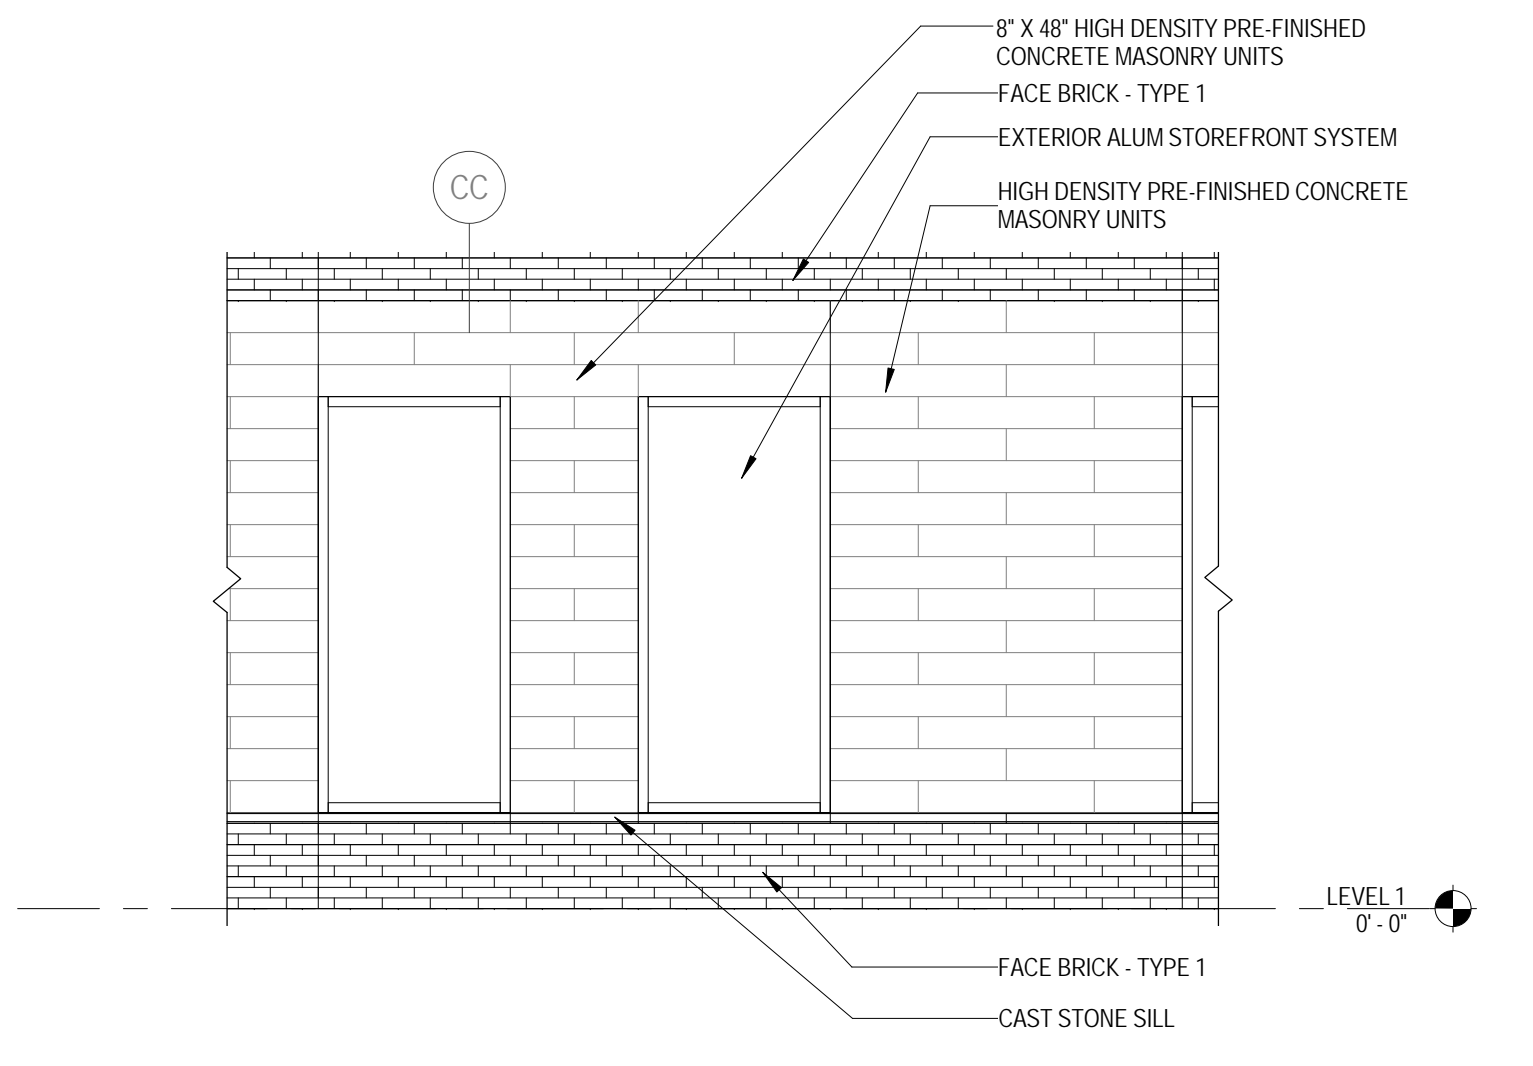 8" X 48" HIGH DENSITY PRE-FINISHED
CONCRETE MASONRY UNITS
FACE BRICK - TYPE 1
EXTERIOR ALUM STOREFRONT SYSTEM
CC
HIGH DENSITY PRE-FINISHED CONCRETE
MASONRY UNITS
LEVEL 1
0' - 0"
FACE BRICK - TYPE 1
CAST STONE SILL